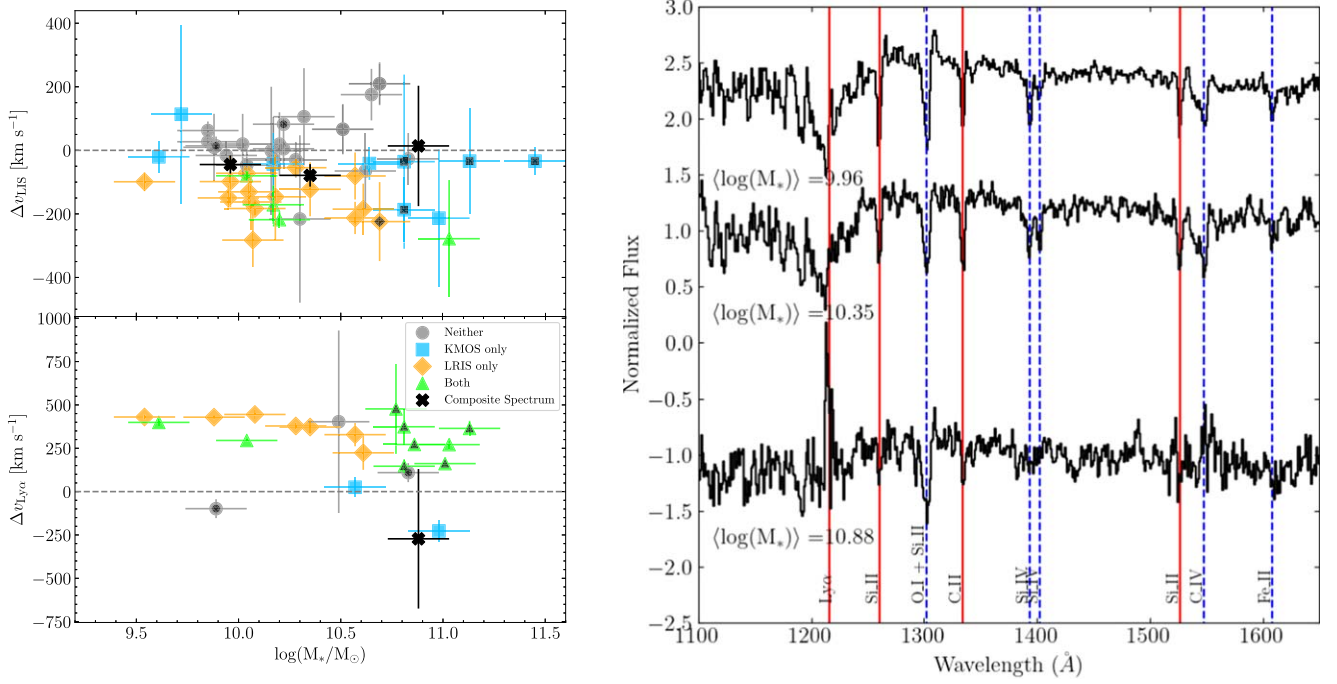 400
200
0
−200
−400
Δv_LIS [km s⁻¹]
1000
750
500
250
0
−250
−500
−750
Δv_Lyα [km s⁻¹]
Neither
KMOS only
LRIS only
Both
Composite Spectrum
9.5 10.0 10.5 11.0 11.5
log(M*/M⊙)
3.0
2.5
2.0
1.5
1.0
0.5
0.0
−0.5
−1.0
−1.5
−2.0
−2.5
Normalized Flux
⟨log(M*)⟩ =9.96
⟨log(M*)⟩ =10.35
⟨log(M*)⟩ =10.88
Lyα
Si II
O I + Si II
C II
Si IV
Si IV
Si II
C IV
Fe II
1100 1200 1300 1400 1500 1600
Wavelength (Å)